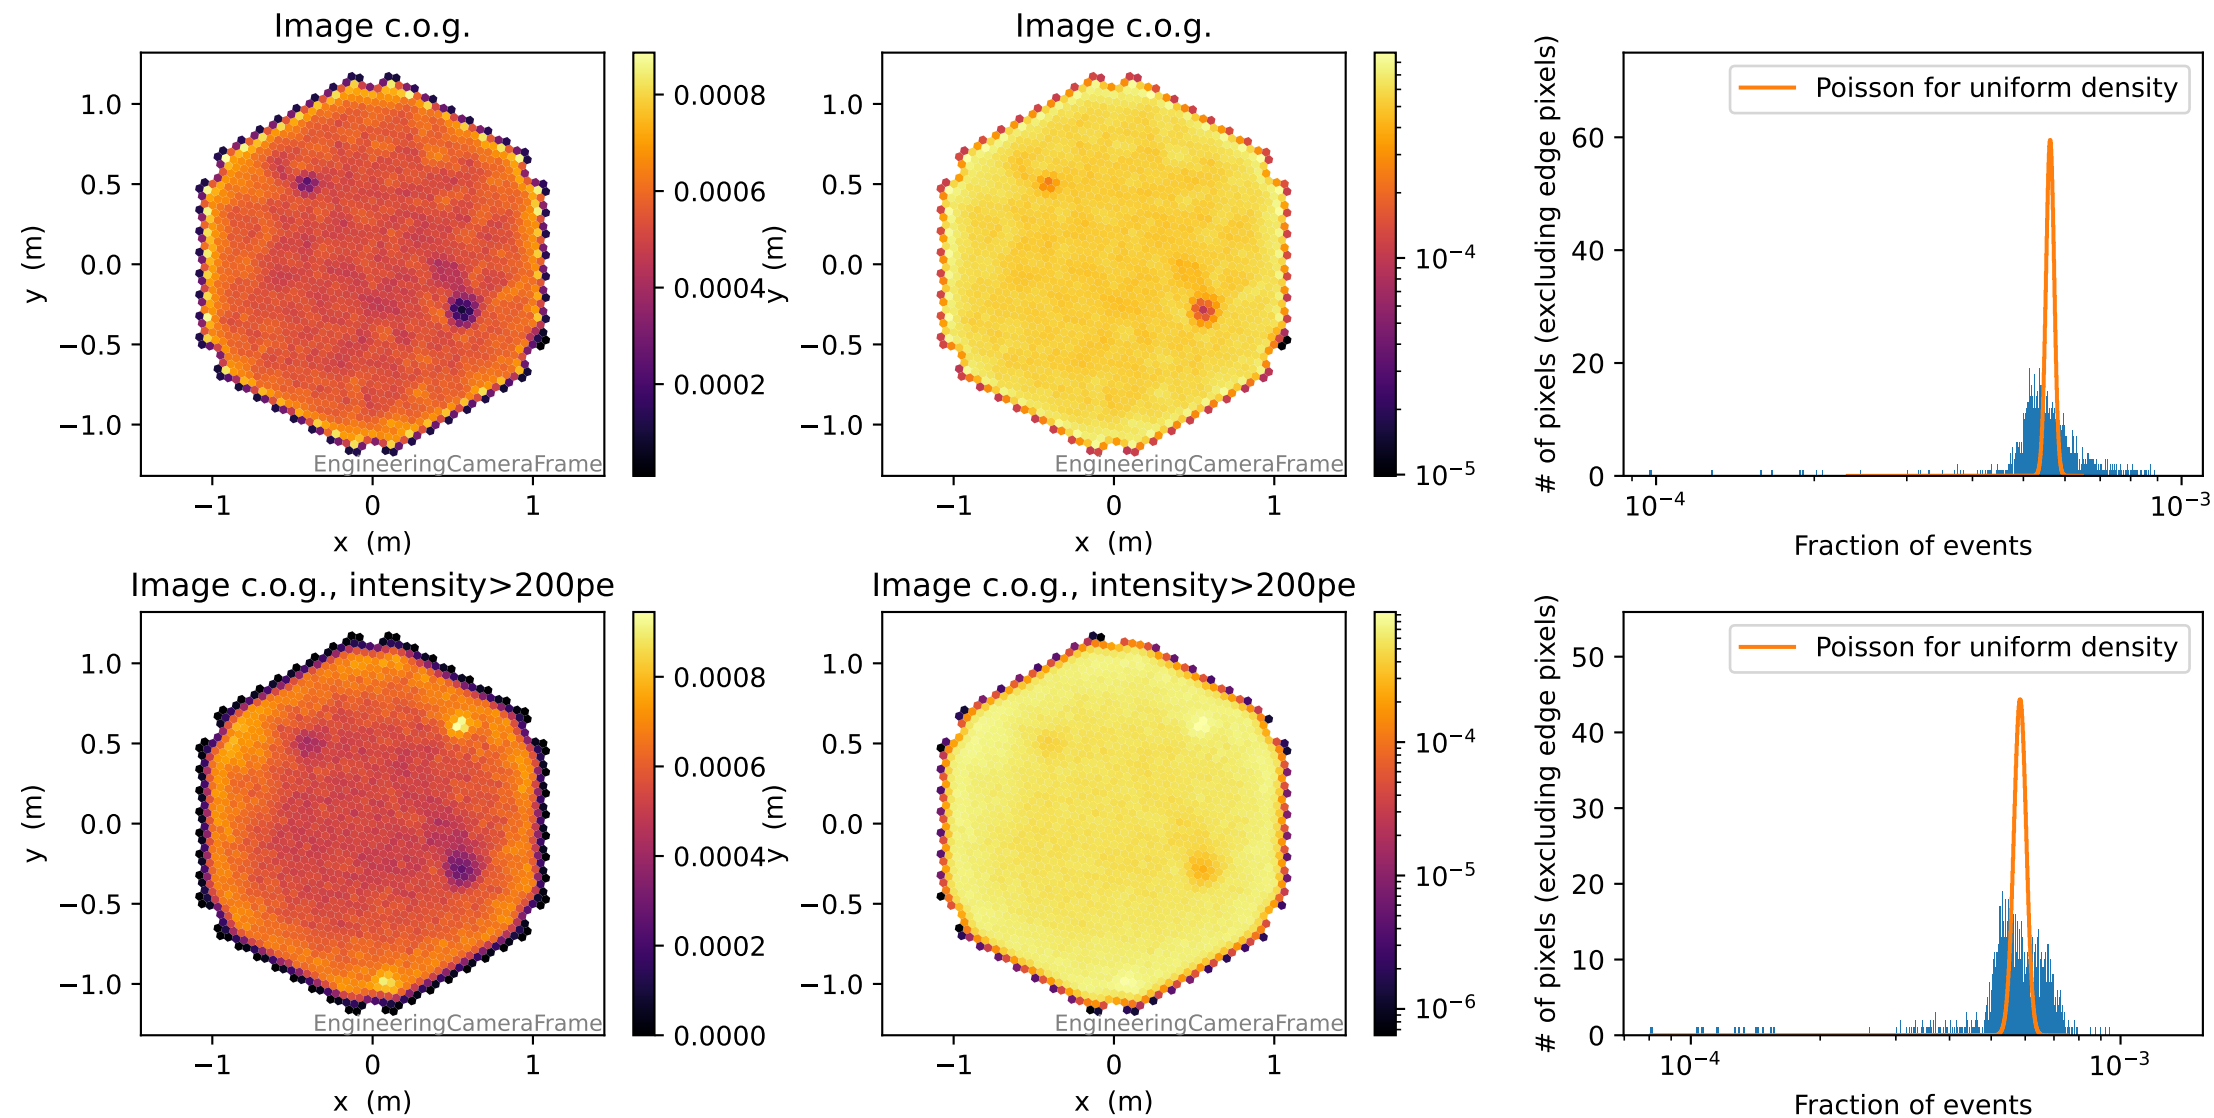 Image c.o.g.
1.0
0.5
0.0
−0.5
−1.0
y (m)
EngineeringCameraFrame
−1
0
1
x (m)
0.0008
0.0006
0.0004
0.0002
Image c.o.g.
1.0
0.5
0.0
−0.5
−1.0
y (m)
EngineeringCameraFrame
−1
0
1
x (m)
10⁻⁴
10⁻⁵
Poisson for uniform density
# of pixels (excluding edge pixels)
60
40
20
0
10⁻⁴
10⁻³
Fraction of events
Image c.o.g., intensity>200pe
1.0
0.5
0.0
−0.5
−1.0
y (m)
EngineeringCameraFrame
−1
0
1
x (m)
0.0008
0.0006
0.0004
0.0002
0.0000
Image c.o.g., intensity>200pe
1.0
0.5
0.0
−0.5
−1.0
y (m)
EngineeringCameraFrame
−1
0
1
x (m)
10⁻⁴
10⁻⁵
10⁻⁶
Poisson for uniform density
# of pixels (excluding edge pixels)
50
40
30
20
10
0
10⁻⁴
10⁻³
Fraction of events